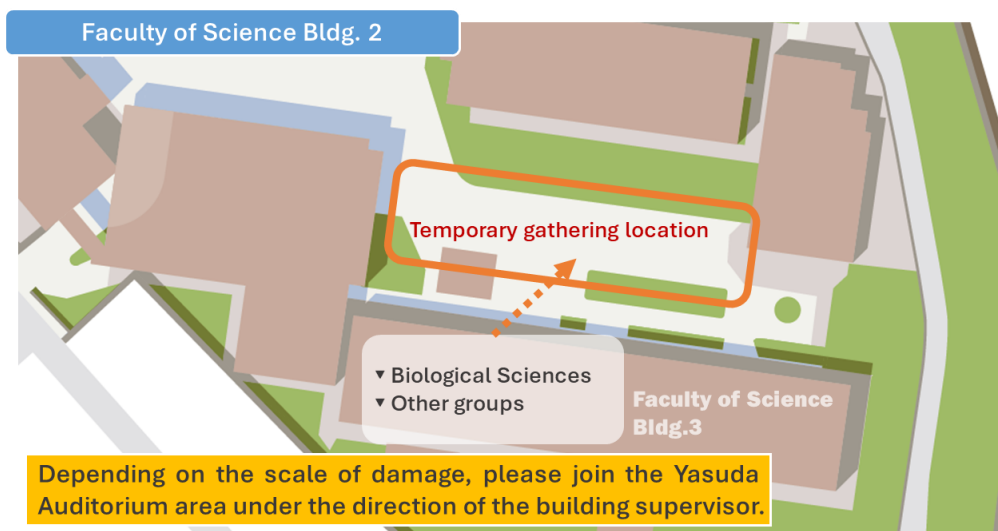 Faculty of Science Bldg. 2
Temporary gathering location
▼ Biological Sciences
▼ Other groups
Faculty of Science
Bldg.3
Depending on the scale of damage, please join the Yasuda
Auditorium area under the direction of the building supervisor.